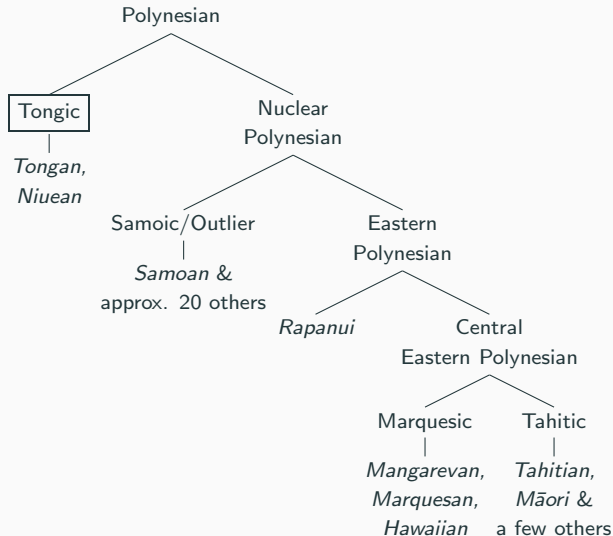 Polynesian
Tongic
Nuclear
Polynesian
Tongan,
Niuean
Samoic/Outlier
Eastern
Polynesian
Samoan &
approx. 20 others
Rapanui
Central
Eastern Polynesian
Marquesic
Tahitic
Mangarevan,
Marquesan,
Hawaiian
Tahitian,
Māori &
a few others